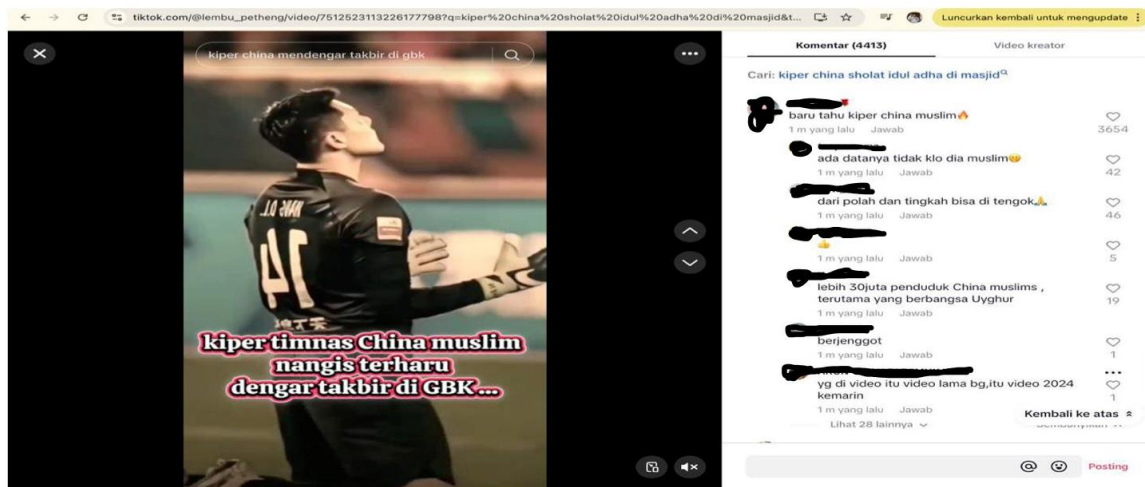 tiktok.com/@lembu_petheng/video/7512523113226177798?q=kiper%20china%20sholat%20idul%20adha%20di%20masjid&t...
Luncurkan kembali untuk mengupdate
kiper china mendengar takbir di gbk
WANG D.L.
41
kiper timnas China muslim
nangis terharu
dengar takbir di GBK...
Komentar (4413)
Video kreator
Cari: kiper china sholat idul adha di masjid
baru tahu kiper china muslim🔥
1 m yang lalu Jawab
3654
ada datanya tidak klo dia muslim
1 m yang lalu Jawab
42
dari polah dan tingkah bisa di tengok🙏
1 m yang lalu Jawab
46
👍
1 m yang lalu Jawab
5
lebih 30juta penduduk China muslims ,
terutama yang berbangsa Uyghur
1 m yang lalu Jawab
19
berjenggot
1 m yang lalu Jawab
1
yg di video itu video lama bg,itu video 2024
kemarin
1 m yang lalu Jawab
1
Lihat 28 lainnya
Kembali ke atas
Posting